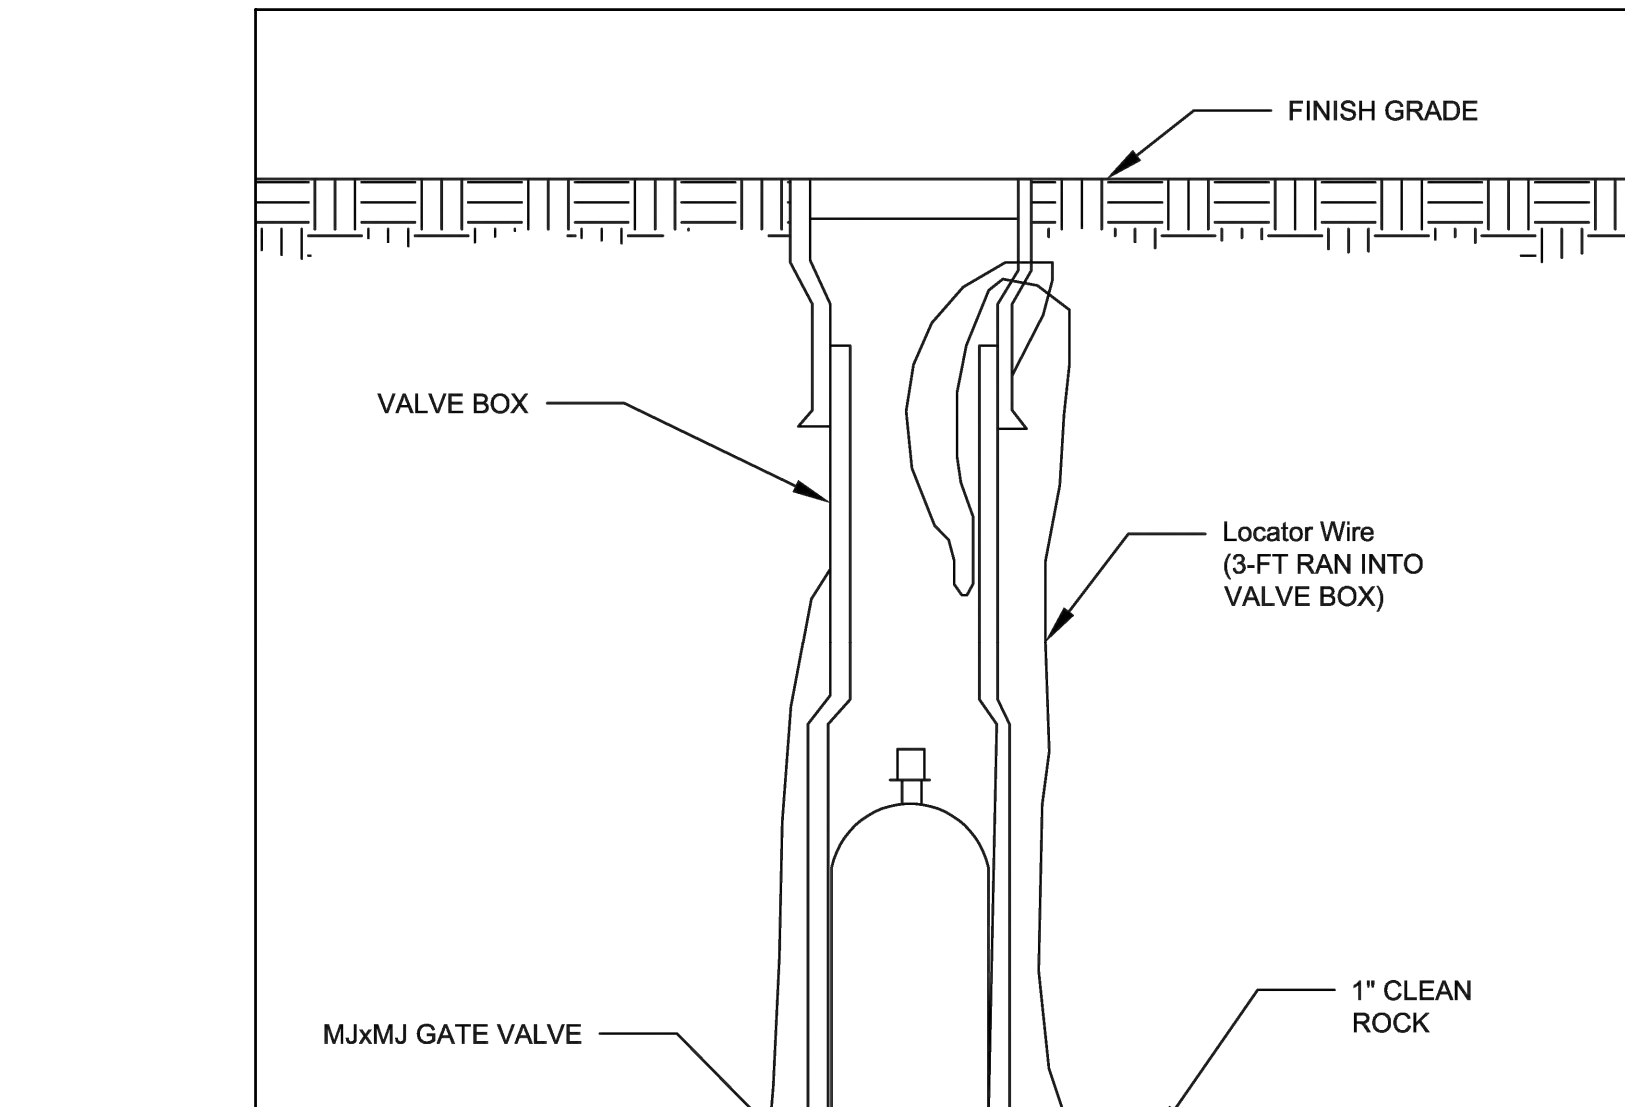 FINISH GRADE
VALVE BOX
Locator Wire
(3-FT RAN INTO
VALVE BOX)
1" CLEAN
ROCK
MJxMJ GATE VALVE